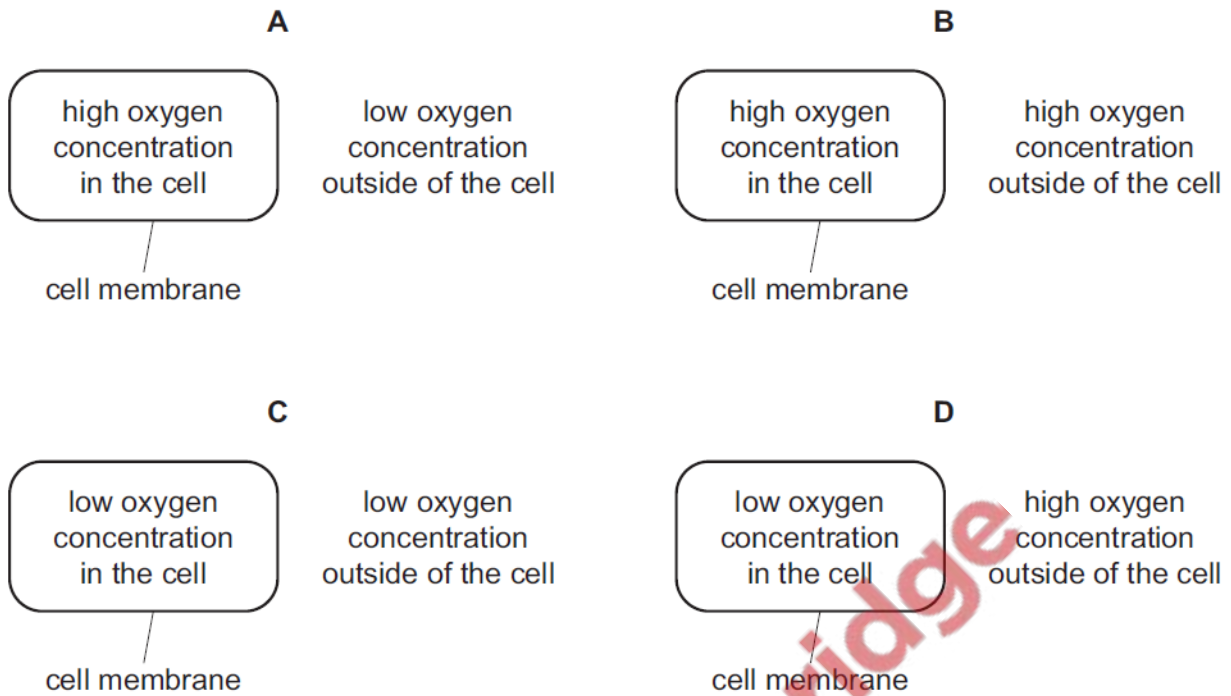 A
high oxygen
concentration
in the cell
low oxygen
concentration
outside of the cell
cell membrane
B
high oxygen
concentration
in the cell
high oxygen
concentration
outside of the cell
cell membrane
C
low oxygen
concentration
in the cell
low oxygen
concentration
outside of the cell
cell membrane
D
low oxygen
concentration
in the cell
high oxygen
concentration
outside of the cell
cell membrane
ridge